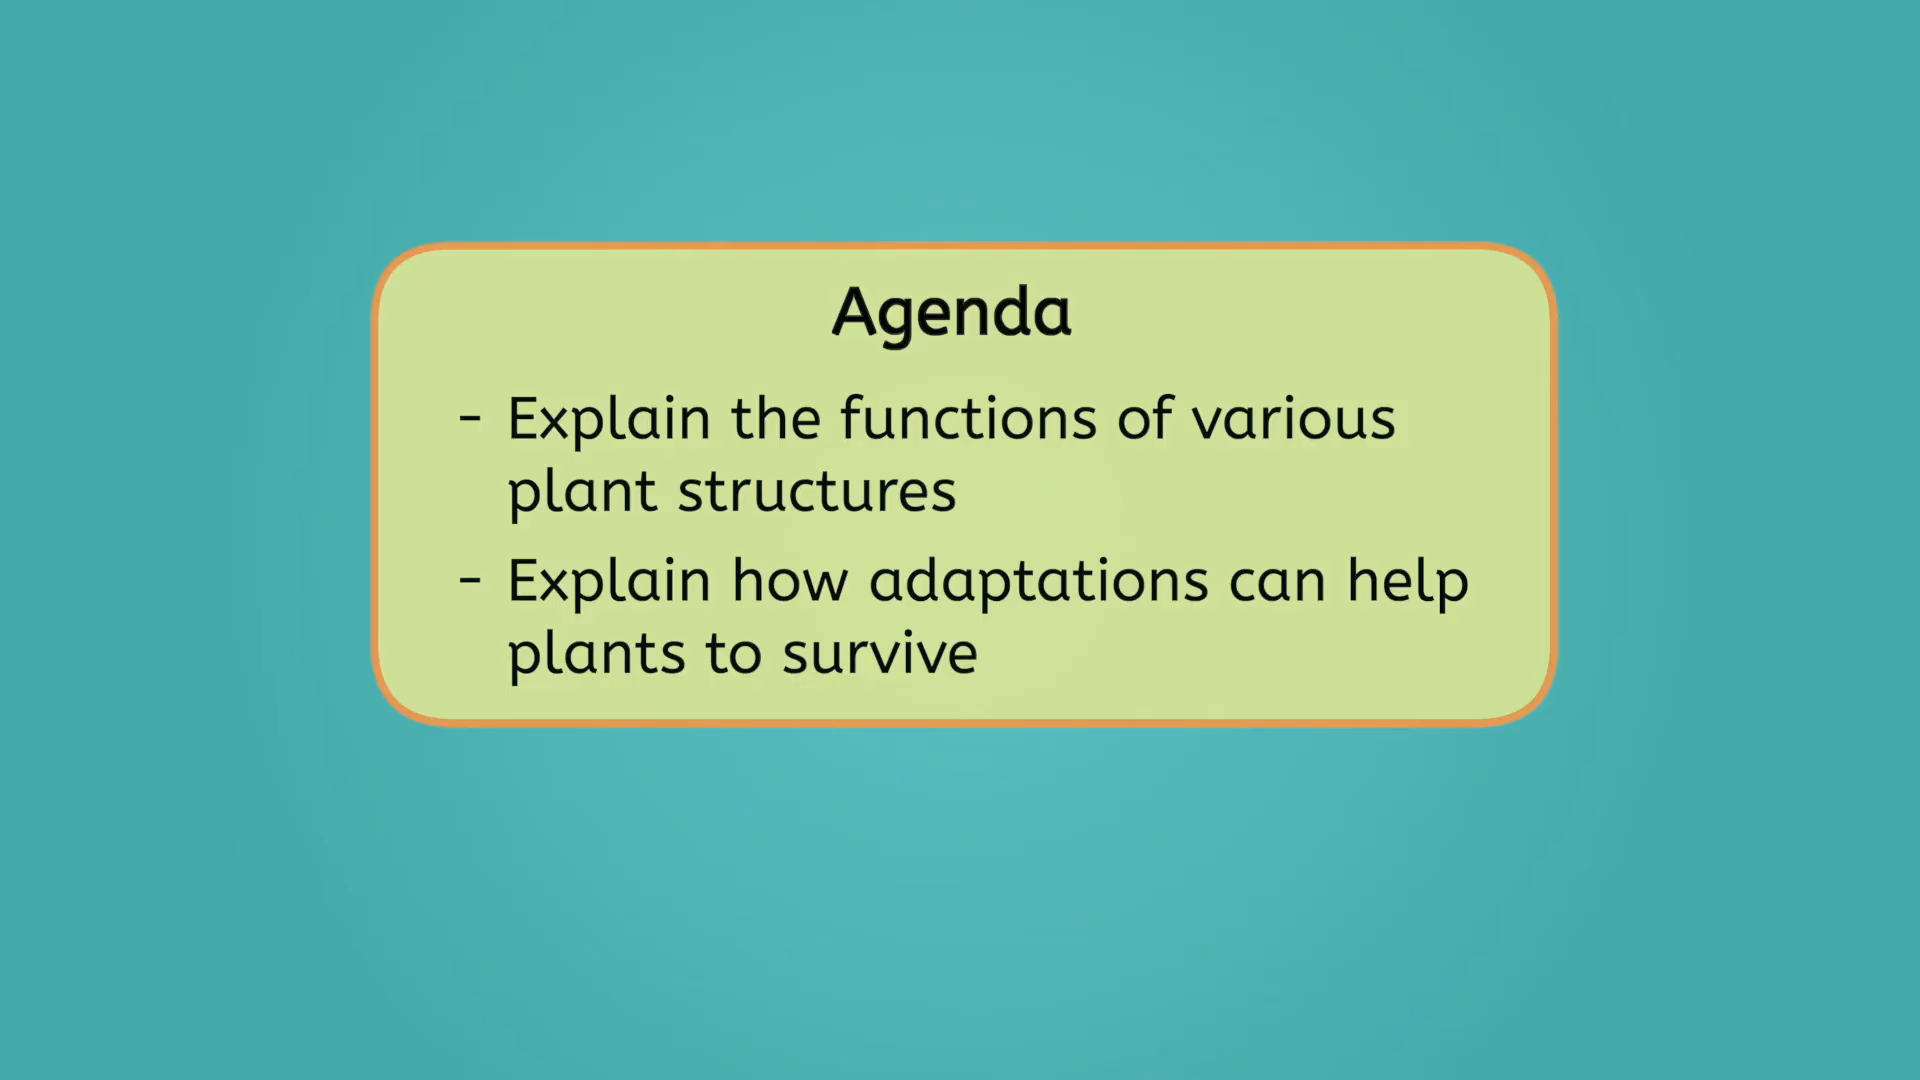 Agenda
- Explain the functions of various
plant structures
- Explain how adaptations can help
plants to survive